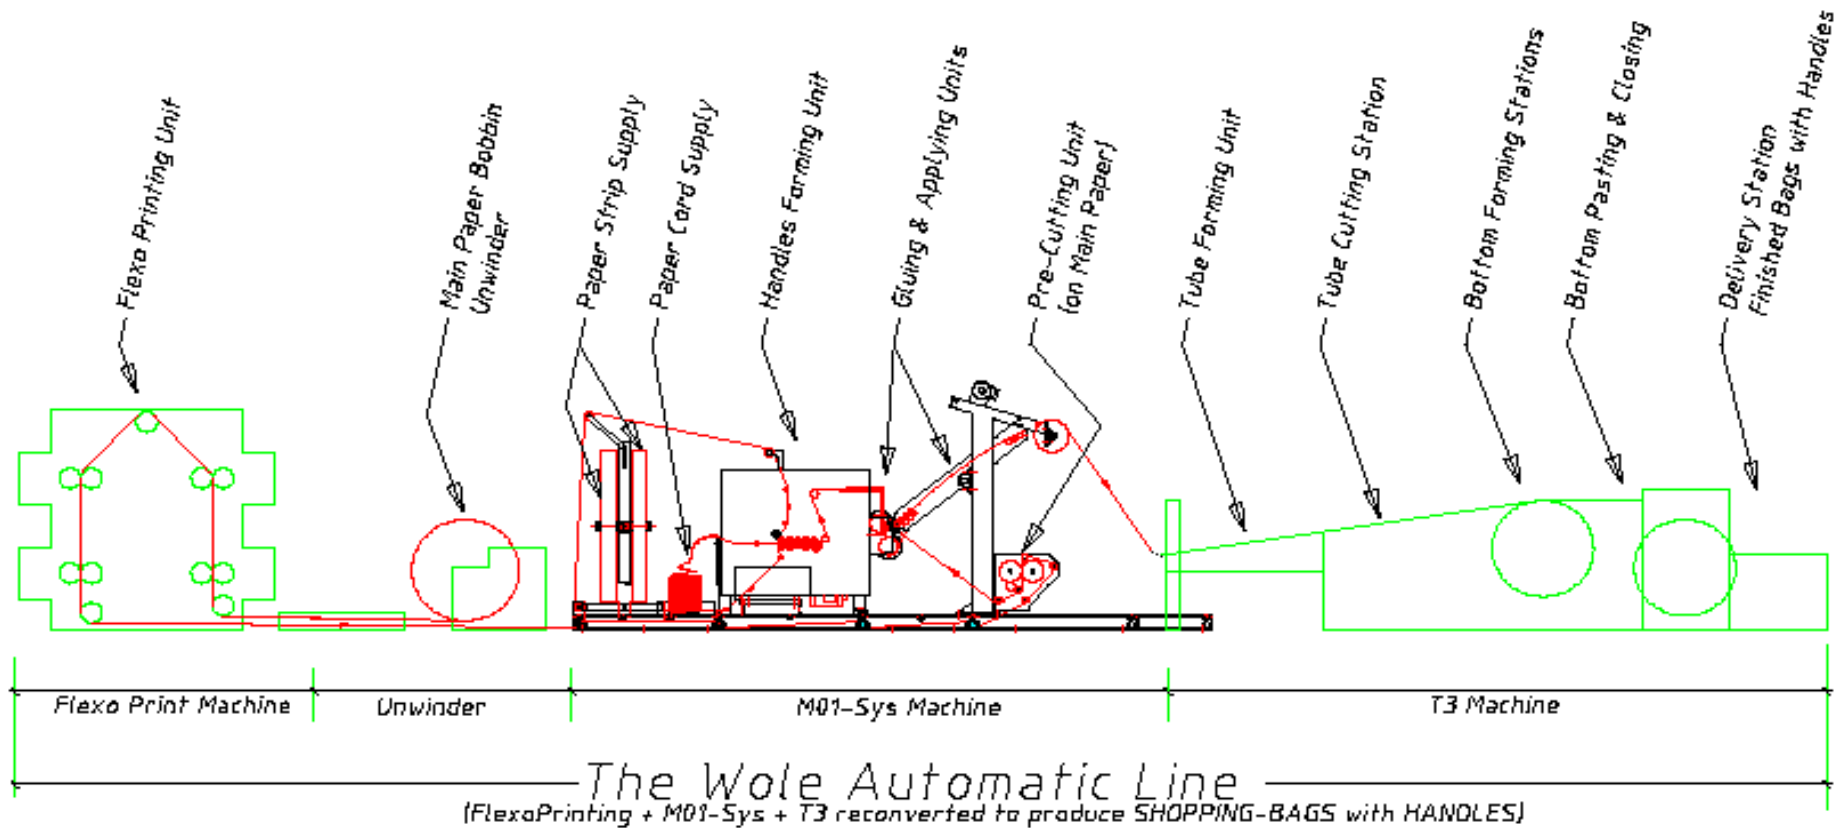 Flexo Printing Unit
Main Paper Bobbin
Unwinder
Paper Strip Supply
Paper Cord Supply
Handles Forming Unit
Gluing & Applying Units
Pre-Cutting Unit
(on Main Paper)
Tube Forming Unit
Tube Cutting Station
Bottom Forming Stations
Bottom Pasting & Closing
Delivery Station
Finished Bags with Handles
Flexo Print Machine
Unwinder
M01-Sys Machine
T3 Machine
The Wole Automatic Line
(FlexoPrinting + M01-Sys + T3 reconverted to produce SHOPPING-BAGS with HANDLES)